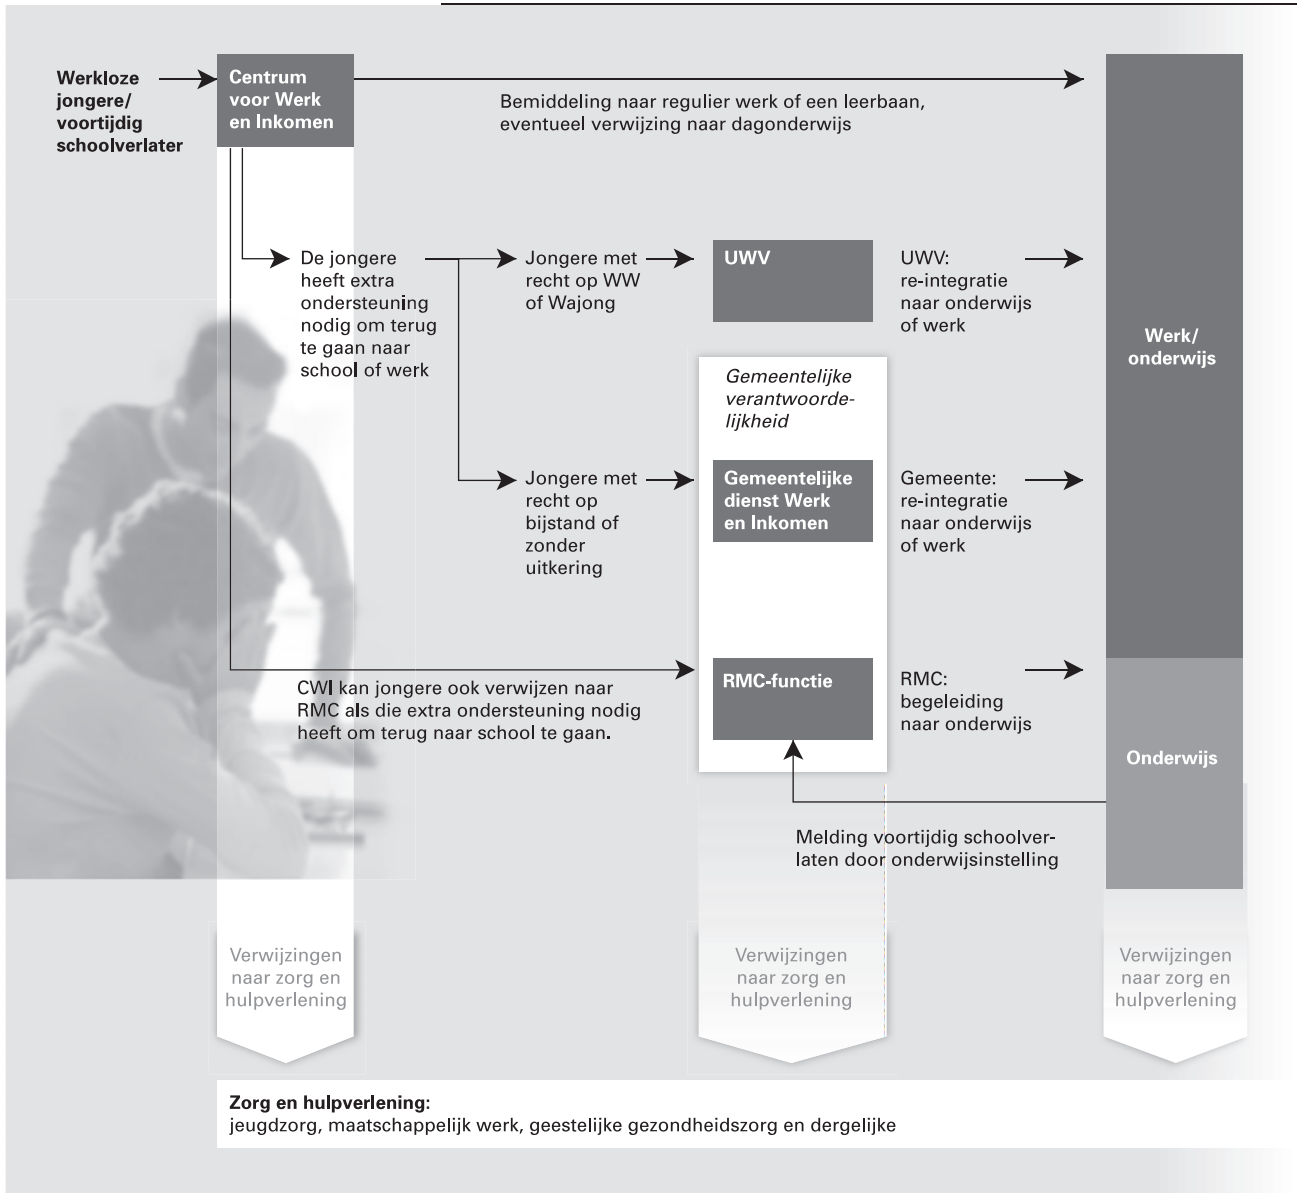 Werkloze
jongere/
voortijdig
schoolverlater
Centrum
voor Werk
en Inkomen
Bemiddeling naar regulier werk of een leerbaan,
eventueel verwijzing naar dagonderwijs
De jongere
heeft extra
ondersteuning
nodig om terug
te gaan naar
school of werk
Jongere met
recht op WW
of Wajong
UWV
UWV:
re-integratie
naar onderwijs
of werk
Werk/
onderwijs
Gemeentelijke
verantwoorde-
lijkheid
Jongere met
recht op
bijstand of
zonder
uitkering
Gemeentelijke
dienst Werk
en Inkomen
Gemeente:
re-integratie
naar onderwijs
of werk
CWI kan jongere ook verwijzen naar
RMC als die extra ondersteuning nodig
heeft om terug naar school te gaan.
RMC-functie
RMC:
begeleiding
naar onderwijs
Onderwijs
Melding voortijdig schoolver-
laten door onderwijsinstelling
Verwijzingen
naar zorg en
hulpverlening
Verwijzingen
naar zorg en
hulpverlening
Verwijzingen
naar zorg en
hulpverlening
Zorg en hulpverlening:
jeugdzorg, maatschappelijk werk, geestelijke gezondheidszorg en dergelijke